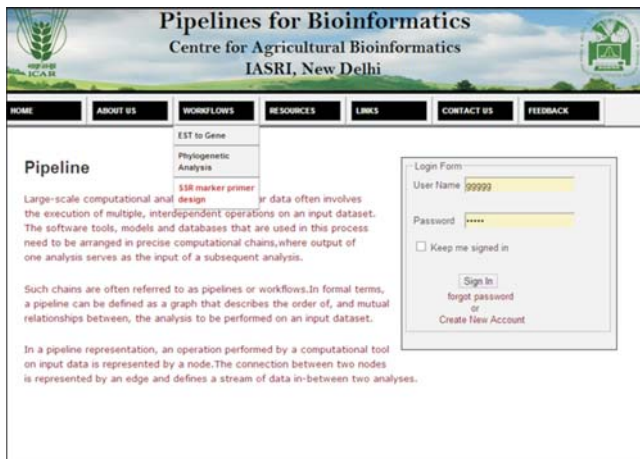 Pipelines for Bioinformatics
Centre for Agricultural Bioinformatics
IASRI, New Delhi
ICAR
HOME
ABOUT US
WORKFLOWS
RESOURCES
LINKS
CONTACT US
FEEDBACK
EST to Gene
Phylogenetic
Analysis
SSR marker primer
design
Pipeline
Large-scale computational anal
r data often involves
the execution of multiple, interdependent operations on an input dataset.
The software tools, models and databases that are used in this process
need to be arranged in precise computational chains,where output of
one analysis serves as the input of a subsequent analysis.
Such chains are often referred to as pipelines or workflows.In formal terms,
a pipeline can be defined as a graph that describes the order of, and mutual
relationships between, the analysis to be performed on an input dataset.
In a pipeline representation, an operation performed by a computational tool
on input data is represented by a node.The connection between two nodes
is represented by an edge and defines a stream of data in-between two analyses.
Login Form
User Name ggggg
Password •••••
Keep me signed in
Sign In
forgot password
or
Create New Account